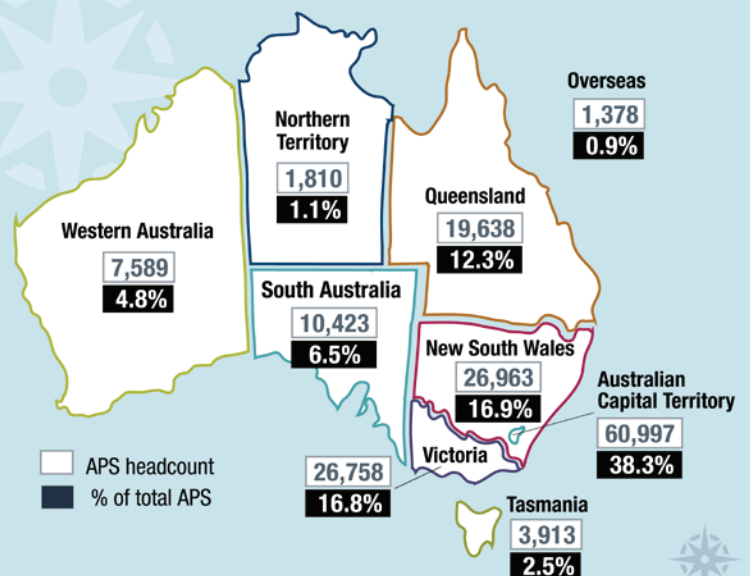 Overseas
1,378
0.9%
Northern
Territory
1,810
1.1%
Queensland
19,638
12.3%
Western Australia
7,589
4.8%
South Australia
10,423
6.5%
New South Wales
26,963
16.9%
Australian
Capital Territory
60,997
38.3%
Victoria
26,758
16.8%
APS headcount
% of total APS
Tasmania
3,913
2.5%